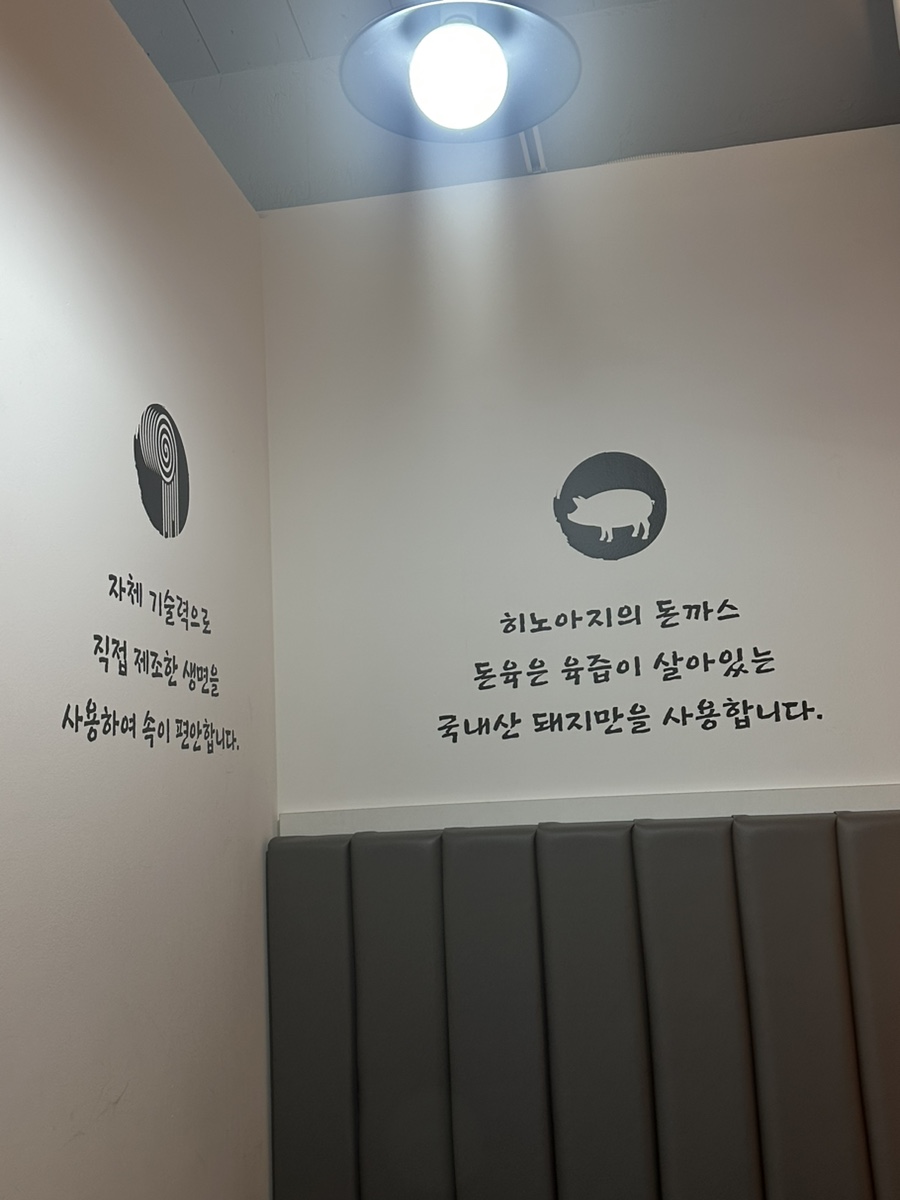 자체 기술력으로
직접 제조한 생면을
사용하여 속이 편안합니다.
히노아지의 돈까스
돈육은 육즙이 살아있는
국내산 돼지만을 사용합니다.